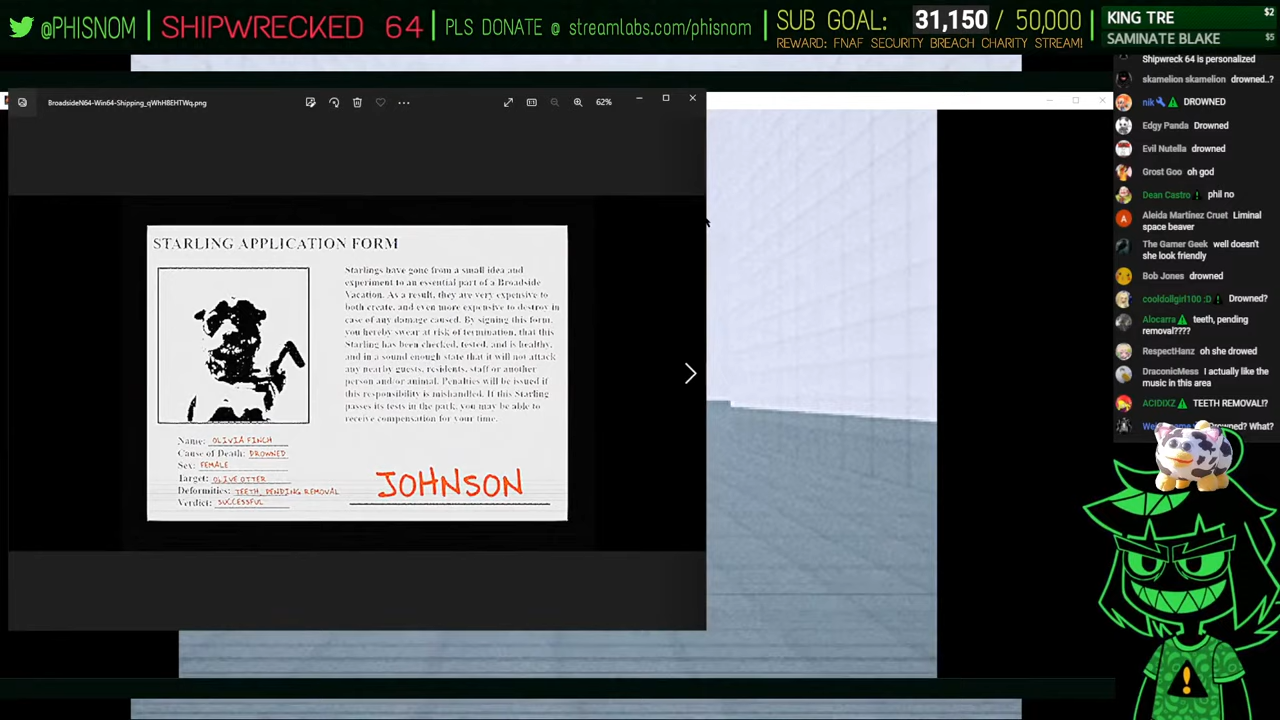 @PHISNOM | SHIPWRECKED 64 | PLS DONATE @ streamlabs.com/phisnom | SUB GOAL: 31,150 / 50,000
REWARD: FNAF SECURITY BREACH CHARITY STREAM!
KING TRE $2
SAMINATE BLAKE $5
BroadsideN64-Win64-Shipping_qWhH8EHTWq.png
62%
STARLING APPLICATION FORM
Starlings have gone from a small idea and
experiment to an essential part of a Broadside
Vacation. As a result, they are very expensive to
both create, and even more expensive to destroy in
case of any damage caused. By signing this form,
you hereby swear at risk of termination, that this
Starling has been checked, tested, and is healthy,
and in a sound enough state that it will not attack
any nearby guests, residents, staff or another
person and/or animal. Penalties will be issued if
this responsibility is mishandled. If this Starling
passes its tests in the park, you may be able to
receive compensation for your time.
Name: OLIVIA FINCH
Cause of Death: DROWNED
Sex: FEMALE
Target: OLIVE OTTER
Deformities: TEETH, PENDING REMOVAL
Verdict: SUCCESSFUL
JOHNSON
Shipwreck 64 is personalized
skamelion skamelion drowned..?
nik DROWNED
Edgy Panda Drowned
Evil Nutella drowned
Grost Goo oh god
Dean Castro phil no
Aleida Martínez Cruet Liminal
space beaver
The Gamer Geek well doesn't
she look friendly
Bob Jones drowned
cooldollgirl100 :D Drowned?
Alocarra teeth, pending
removal????
RespectHanz oh she drowed
DraconicMess I actually like the
music in this area
ACIDIXZ TEETH REMOVAL!?
Drowned? What?